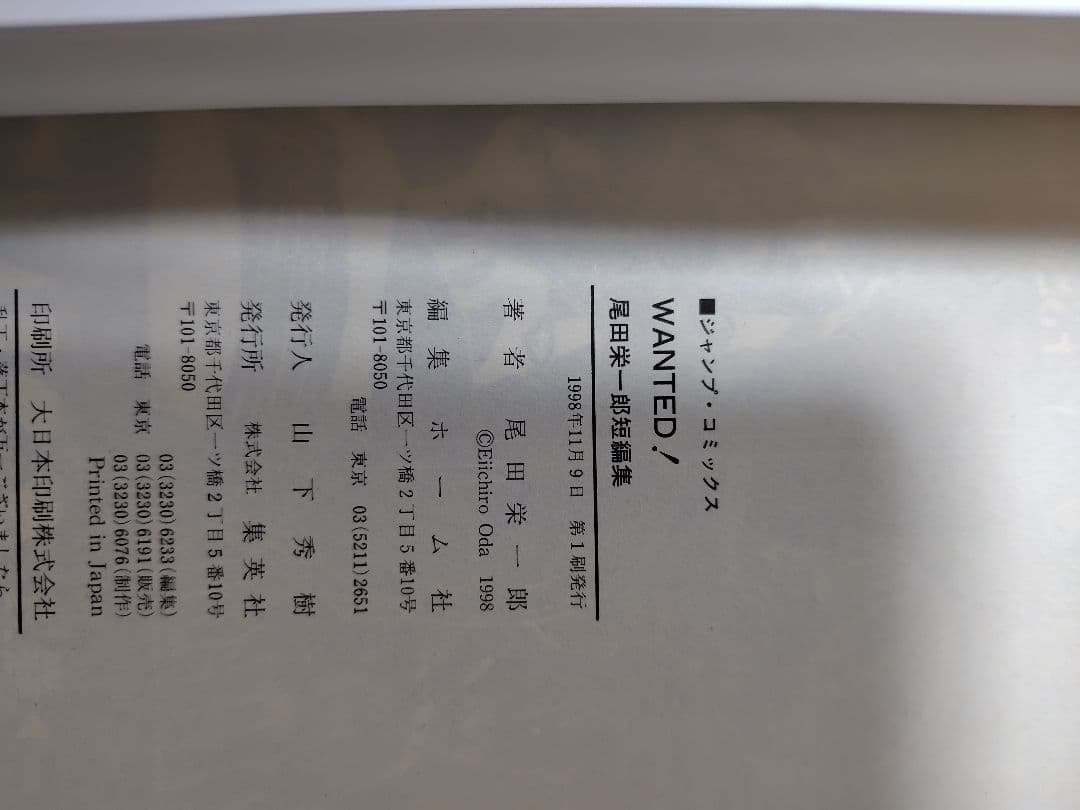 ■ジャンプ・コミックス
WANTED!
尾田栄一郎短編集
1998年11月9日 第1刷発行
著者 尾田栄一郎
©Eiichiro Oda 1998
編集 ホーム社
東京都千代田区一ツ橋2丁目5番10号
〒101-8050
電話 東京 03(5211)2651
発行人 山下秀樹
発行所 株式会社 集英社
東京都千代田区一ツ橋2丁目5番10号
〒101-8050
03(3230)6233(編集)
電話 東京 03(3230)6191(販売)
03(3230)6076(制作)
Printed in Japan
印刷所 大日本印刷株式会社